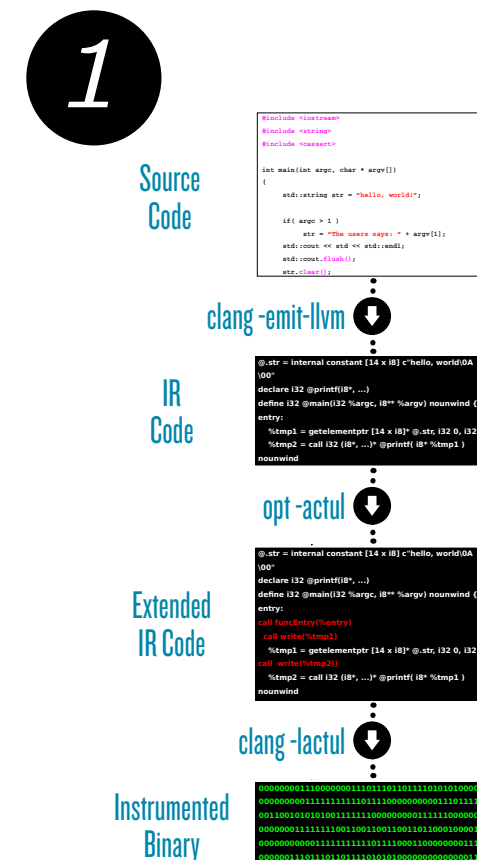 1
#include <iostream>
#include <string>
#include <cassert>
int main(int argc, char * argv[])
{
std::string str = "hello, world!";
if( argc > 1 )
str = "The users says: " + argv[1];
std::cout << std << std::endl;
std::cout.flush();
str.clear();
Source
Code
clang -emit-llvm
@.str = internal constant [14 x i8] c"hello, world\0A
\00"
declare i32 @printf(i8*, ...)
define i32 @main(i32 %argc, i8** %argv) nounwind {
entry:
%tmp1 = getelementptr [14 x i8]* @.str, i32 0, i32
%tmp2 = call i32 (i8*, ...)* @printf( i8* %tmp1 )
nounwind
IR
Code
opt -actul
@.str = internal constant [14 x i8] c"hello, world\0A
\00"
declare i32 @printf(i8*, ...)
define i32 @main(i32 %argc, i8** %argv) nounwind {
entry:
call funcEntry(%entry)
call write(%tmp1)
%tmp1 = getelementptr [14 x i8]* @.str, i32 0, i32
call write(%tmp2))
%tmp2 = call i32 (i8*, ...)* @printf( i8* %tmp1 )
nounwind
Extended
IR Code
clang -lactul
Instrumented
Binary